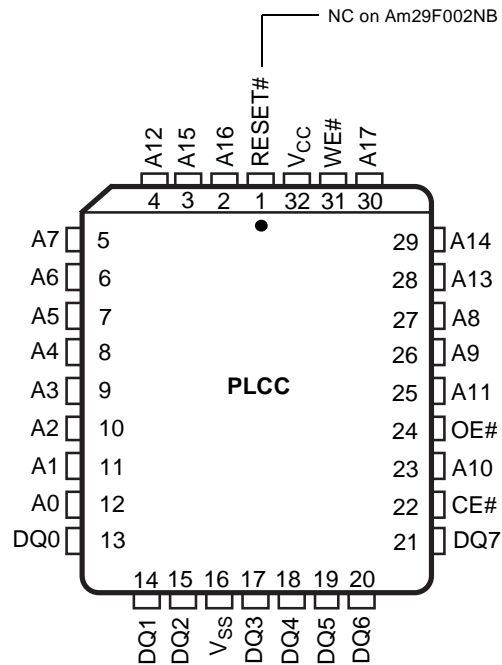 NC on Am29F002NB
A12 A15 A16 RESET# VCC WE# A17
4 3 2 1 32 31 30
A7 5 29 A14
A6 6 28 A13
A5 7 27 A8
A4 8 26 A9
A3 9 PLCC 25 A11
A2 10 24 OE#
A1 11 23 A10
A0 12 22 CE#
DQ0 13 21 DQ7
14 15 16 17 18 19 20
DQ1 DQ2 VSS DQ3 DQ4 DQ5 DQ6